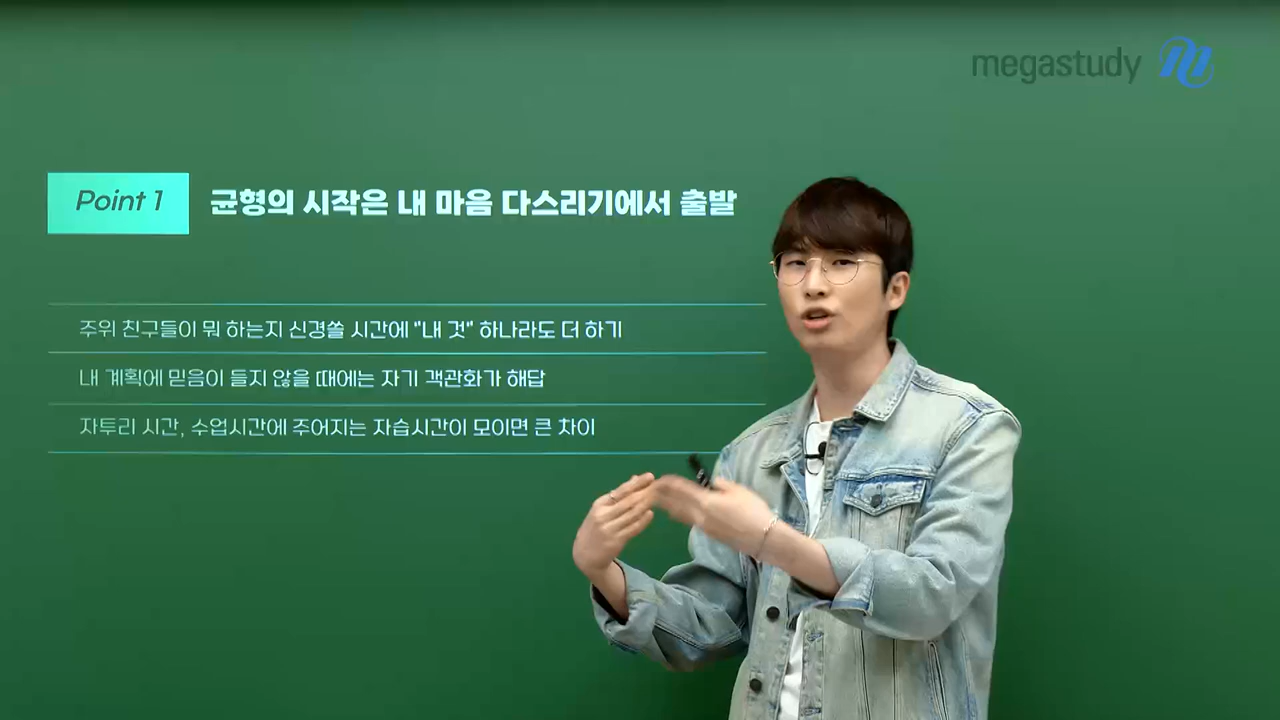 megastudy
Point 1
균형의 시작은 내 마음 다스리기에서 출발
주위 친구들이 뭐 하는지 신경쓸 시간에 "내 것" 하나라도 더 하기
내 계획에 믿음이 들지 않을 때에는 자기 객관화가 해답
자투리 시간, 수업시간에 주어지는 자습시간이 모이면 큰 차이